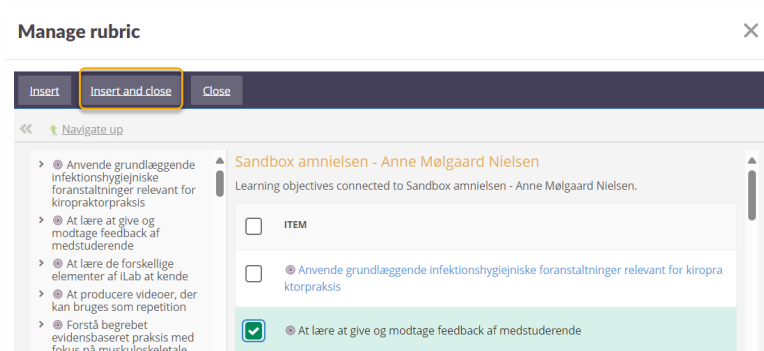 Manage rubric
Insert
Insert and close
Close
Navigate up
Anvende grundlæggende
infektionshygiejniske
foranstaltninger relevant for
kiropraktorpraksis
At lære at give og
modtage feedback af
medstuderende
At lære de forskellige
elementer af iLab at kende
At producere videoer, der
kan bruges som repetition
Forstå begrebet
evidensbaseret praksis med
fokus på muskuloskeletale
Sandbox amnielsen - Anne Mølgaard Nielsen
Learning objectives connected to Sandbox amnielsen - Anne Mølgaard Nielsen.
ITEM
Anvende grundlæggende infektionshygiejniske foranstaltninger relevant for kiropra
ktorpraksis
At lære at give og modtage feedback af medstuderende